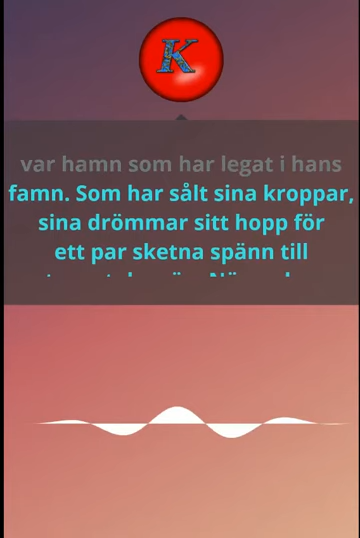 K
var hamn som har legat i hans
famn. Som har sålt sina kroppar,
sina drömmar sitt hopp för
ett par sketna spänn till